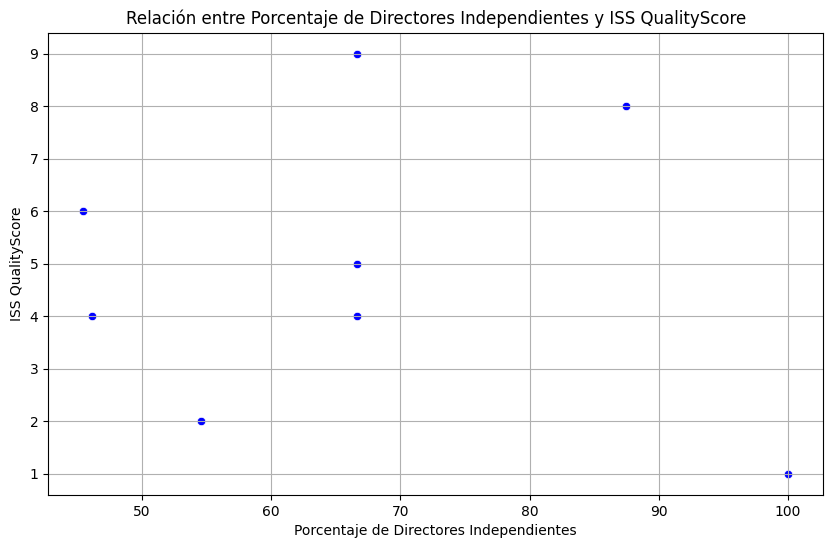 Relación entre Porcentaje de Directores Independientes y ISS QualityScore
9
8
7
6
5
4
3
2
1
ISS QualityScore
50 60 70 80 90 100
Porcentaje de Directores Independientes